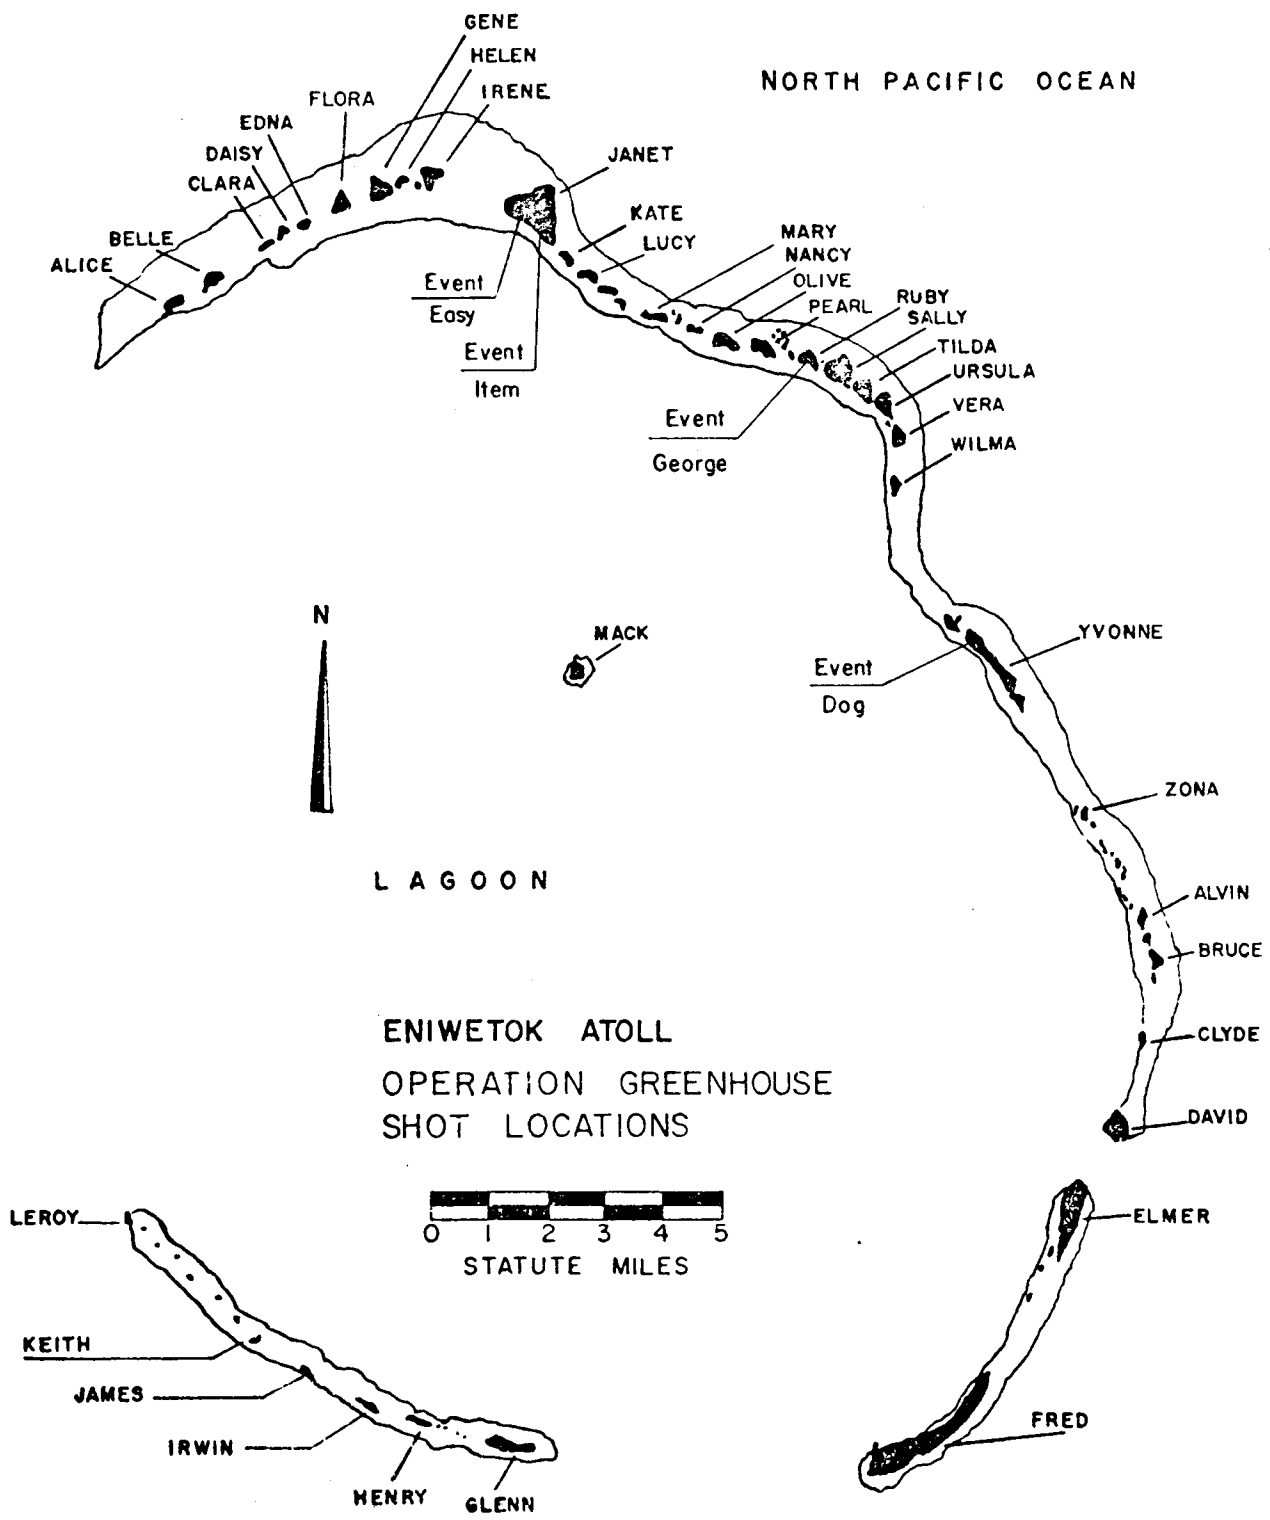 GENE
HELEN
IRENE
NORTH PACIFIC OCEAN
FLORA
EDNA
DAISY
CLARA
BELLE
ALICE
JANET
KATE
LUCY
MARY
NANCY
OLIVE
PEARL
RUBY
SALLY
TILDA
URSULA
VERA
WILMA
Event
Easy
Event
Item
Event
George
N
MACK
YVONNE
Event
Dog
ZONA
LAGOON
ALVIN
BRUCE
CLYDE
DAVID
ENIWETOK ATOLL
OPERATION GREENHOUSE
SHOT LOCATIONS
0 1 2 3 4 5
STATUTE MILES
LEROY
ELMER
KEITH
JAMES
IRWIN
HENRY
GLENN
FRED